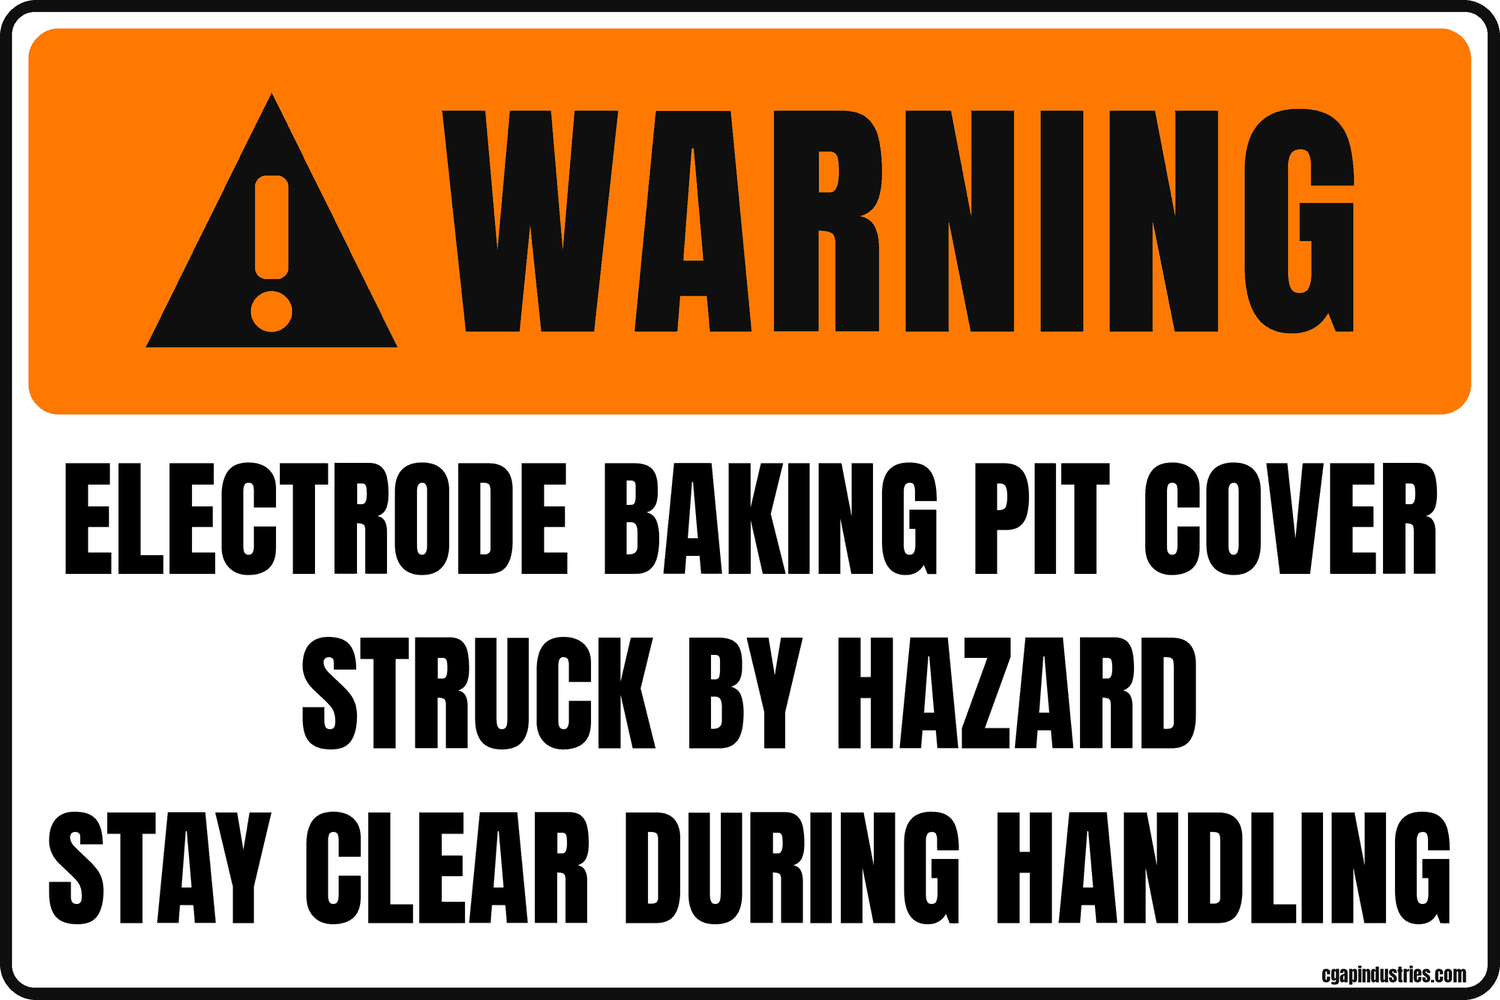 WARNING
ELECTRODE BAKING PIT COVER
STRUCK BY HAZARD
STAY CLEAR DURING HANDLING
cgapindustries.com